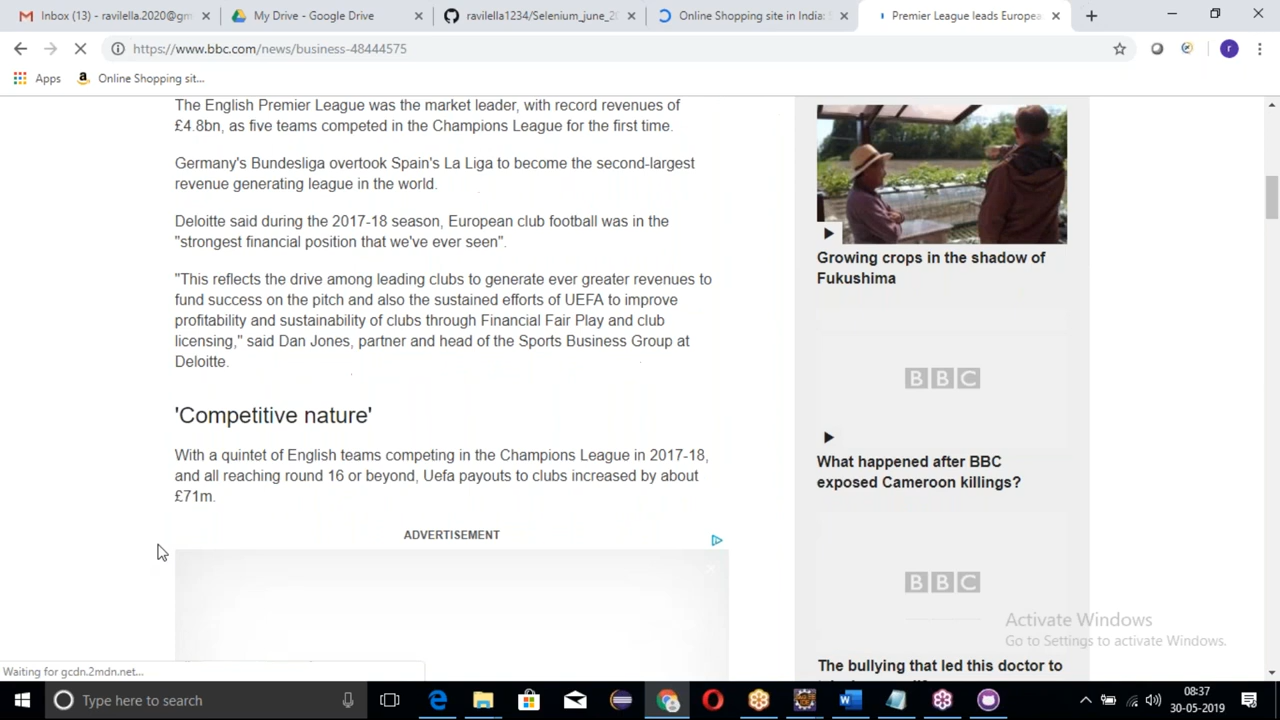 Inbox (13) - ravilella.2020@gm
My Drive - Google Drive
ravilella1234/Selenium_june_20
Online Shopping site in India:
Premier League leads Europea
https://www.bbc.com/news/business-48444575
r
Apps
Online Shopping sit...
The English Premier League was the market leader, with record revenues of
£4.8bn, as five teams competed in the Champions League for the first time.
Germany's Bundesliga overtook Spain's La Liga to become the second-largest
revenue generating league in the world.
Deloitte said during the 2017-18 season, European club football was in the
"strongest financial position that we've ever seen".
"This reflects the drive among leading clubs to generate ever greater revenues to
fund success on the pitch and also the sustained efforts of UEFA to improve
profitability and sustainability of clubs through Financial Fair Play and club
licensing," said Dan Jones, partner and head of the Sports Business Group at
Deloitte.
'Competitive nature'
With a quintet of English teams competing in the Champions League in 2017-18,
and all reaching round 16 or beyond, Uefa payouts to clubs increased by about
£71m.
ADVERTISEMENT
Growing crops in the shadow of
Fukushima
BBC
What happened after BBC
exposed Cameroon killings?
BBC
The bullying that led this doctor to
Activate Windows
Go to Settings to activate Windows.
Waiting for gcdn.2mdn.net...
Type here to search
08:37
30-05-2019